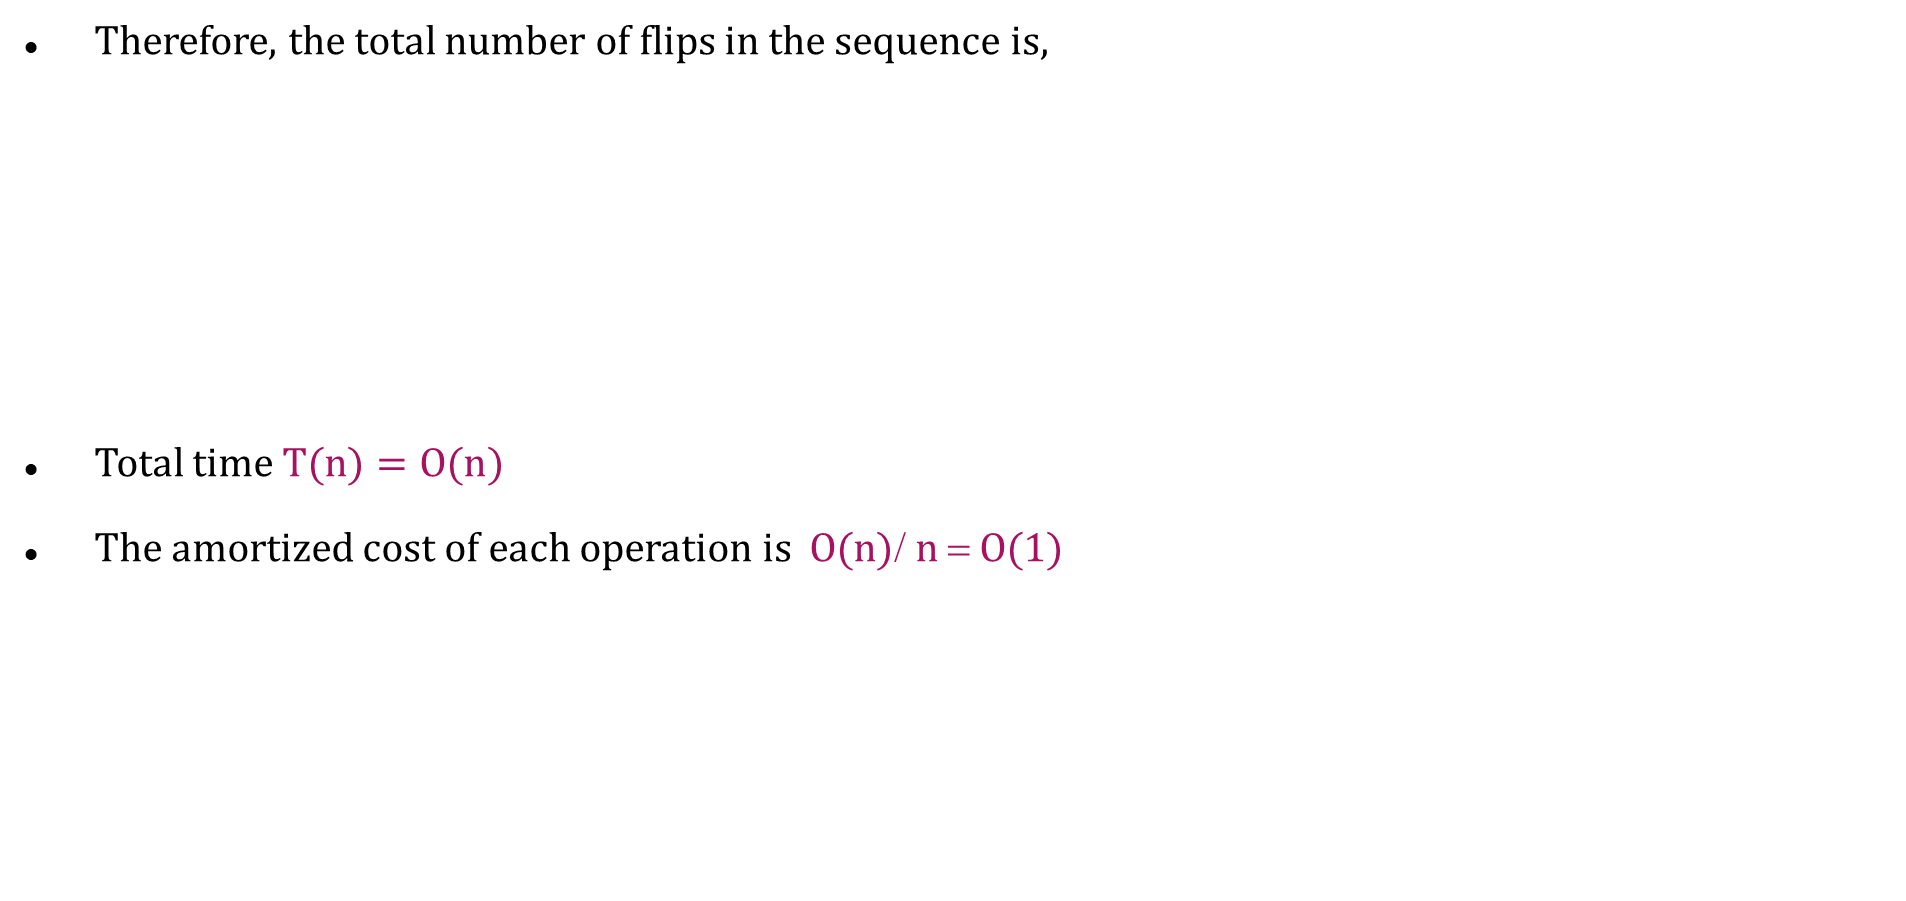 • Therefore, the total number of flips in the sequence is,
• Total time T(n) = O(n)
• The amortized cost of each operation is O(n)/ n = O(1)